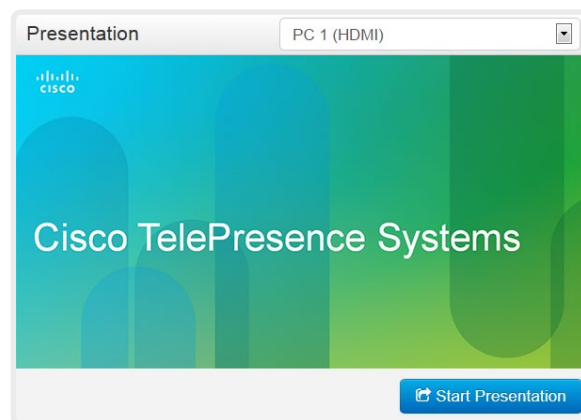 Presentation
PC 1 (HDMI)
CISCO
Cisco TelePresence Systems
Start Presentation